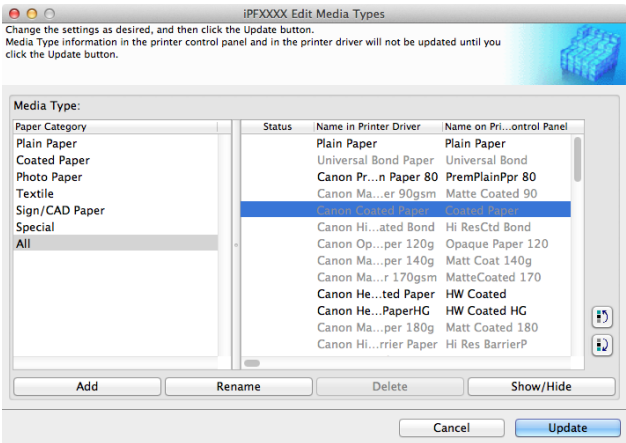 iPFXXXX Edit Media Types
Change the settings as desired, and then click the Update button.
Media Type information in the printer control panel and in the printer driver will not be updated until you
click the Update button.
Media Type:
Paper Category Status Name in Printer Driver Name on Pri...ontrol Panel
Plain Paper Plain Paper Plain Paper
Coated Paper Universal Bond Paper Universal Bond
Photo Paper Canon Pr...n Paper 80 PremPlainPpr 80
Textile Canon Ma...er 90gsm Matte Coated 90
Sign/CAD Paper Canon Coated Paper Coated Paper
Special Canon Hi...ated Bond Hi ResCtd Bond
All Canon Op...per 120g Opaque Paper 120
Canon Ma...per 140g Matt Coat 140g
Canon Ma...r 170gsm MatteCoated 170
Canon He...ted Paper HW Coated
Canon He...PaperHG HW Coated HG
Canon Ma...per 180g Matt Coated 180
Canon Hi...rrier Paper Hi Res BarrierP
Add Rename Delete Show/Hide
Cancel Update